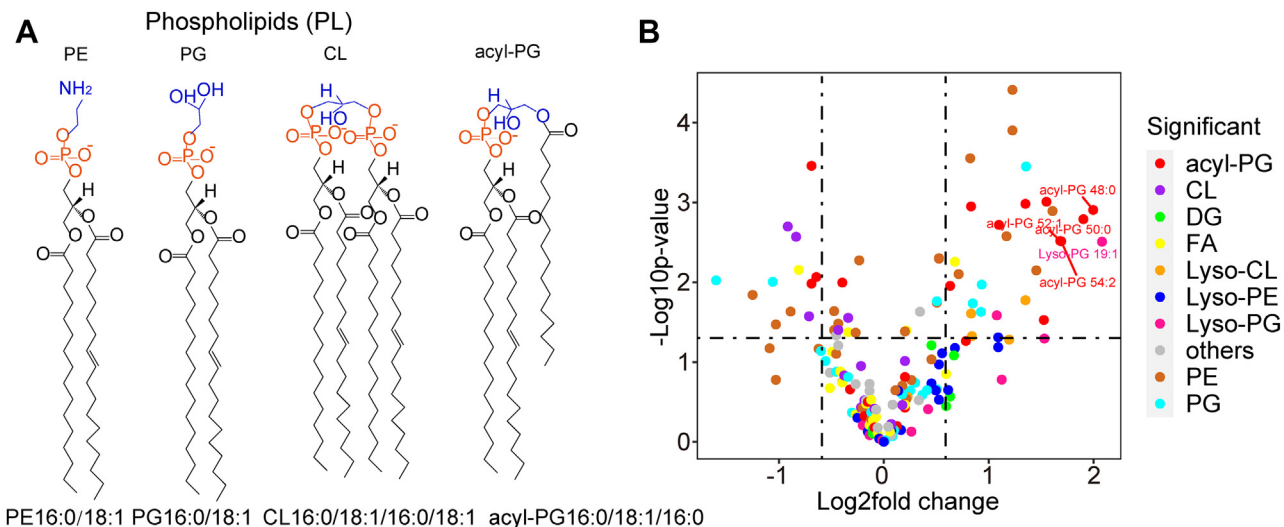 A
Phospholipids (PL)
PE
PG
CL
acyl-PG
NH2
O
O
P
O-
O
H
O
O
O
O
OH
OH
O
O
P
O-
O
H
O
O
O
O
H
HO
O
O
O
P
O-
O
O
P
O-
O
H
O
O
O
O
H
O
O
O
O
H
HO
O
O
O
O
P
O-
O
H
O
O
O
O
PE16:0/18:1
PG16:0/18:1
CL16:0/18:1/16:0/18:1
acyl-PG16:0/18:1/16:0
B
-Log10p-value
4
3
2
1
0
-1
0
1
2
Log2fold change
acyl-PG 48:0
acyl-PG 52:1
acyl-PG 50:0
Lyso-PG 19:1
acyl-PG 54:2
Significant
acyl-PG
CL
DG
FA
Lyso-CL
Lyso-PE
Lyso-PG
others
PE
PG